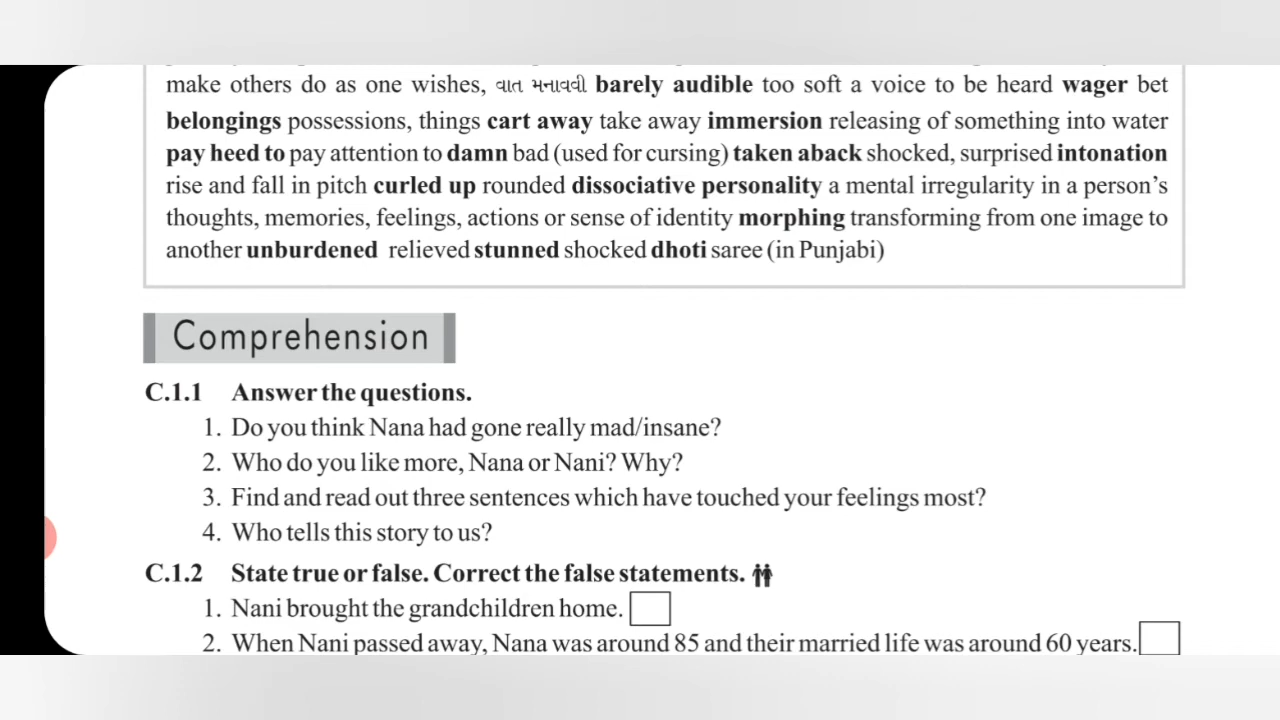 make others do as one wishes, વાત મનાવવી barely audible too soft a voice to be heard wager bet
belongings possessions, things cart away take away immersion releasing of something into water
pay heed to pay attention to damn bad (used for cursing) taken aback shocked, surprised intonation
rise and fall in pitch curled up rounded dissociative personality a mental irregularity in a person's
thoughts, memories, feelings, actions or sense of identity morphing transforming from one image to
another unburdened relieved stunned shocked dhoti saree (in Punjabi)
Comprehension
C.1.1 Answer the questions.
1. Do you think Nana had gone really mad/insane?
2. Who do you like more, Nana or Nani? Why?
3. Find and read out three sentences which have touched your feelings most?
4. Who tells this story to us?
C.1.2 State true or false. Correct the false statements.
1. Nani brought the grandchildren home.
2. When Nani passed away, Nana was around 85 and their married life was around 60 years.